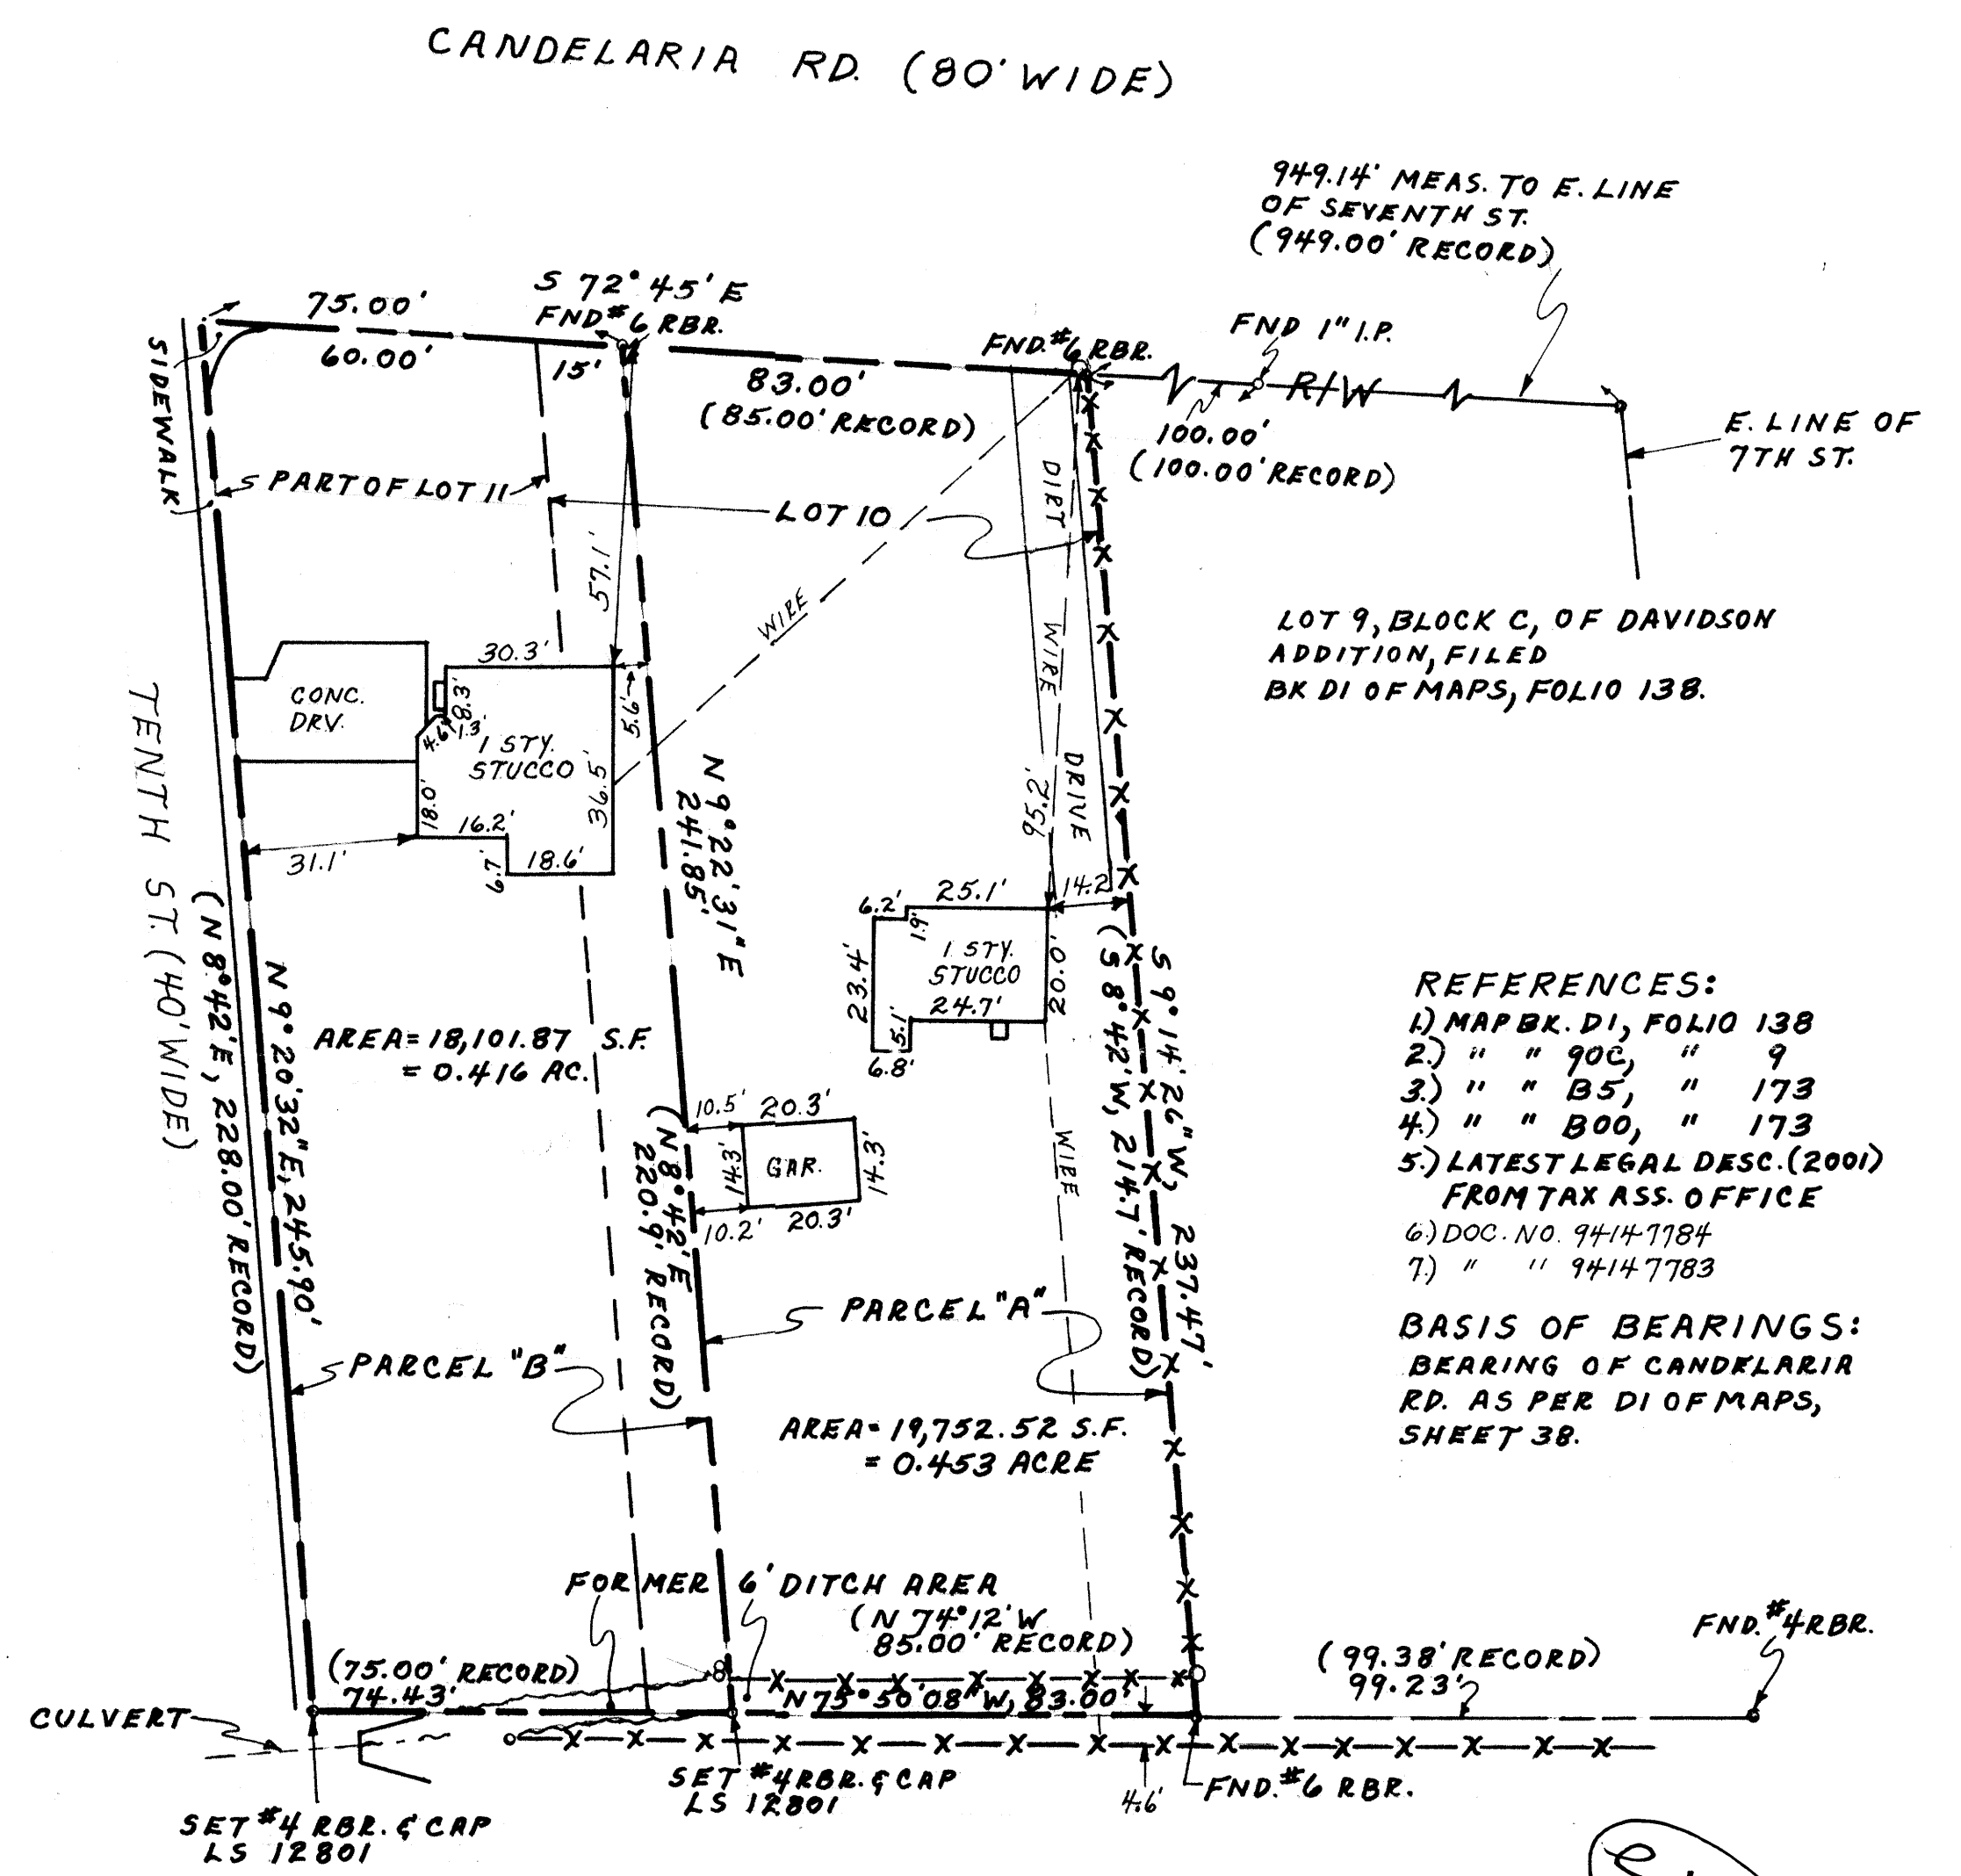 CANDELARIA RD. (80' WIDE)
949.14' MEAS. TO E. LINE
OF SEVENTH ST.
(949.00' RECORD)
S 72° 45' E
75.00'
FND #6 RBR.
60.00'
15'
83.00'
(85.00' RECORD)
FND. #6 RBR.
FND 1" I.P.
R/W
100.00'
(100.00' RECORD)
E. LINE OF
7TH ST.
SIDEWALK
PART OF LOT 11
LOT 10
57.1'
WIRE
DIRT
WIRE
DRIVE
LOT 9, BLOCK C, OF DAVIDSON
ADDITION, FILED
BK D1 OF MAPS, FOLIO 138.
30.3'
CONC.
DRV.
8.3'
1.3'
4.6'
5.6'
1 STY.
STUCCO
36.5'
18.0'
16.2'
6.7'
18.6'
31.1'
TENTH ST. (40' WIDE)
N 9° 22' 31" E
241.85'
95.2'
14.2
25.1'
6.2'
1.9'
1 STY.
STUCCO
24.7'
20.0'
23.4'
5.1'
6.8'
(N 8° 42' E, 228.00' RECORD)
N 9° 20' 32" E, 245.90'
AREA = 18,101.87 S.F.
= 0.416 AC.
S 9° 14' 26" W, 237.47'
(S 8° 42' W, 214.7' RECORD)
10.5'
20.3'
14.3'
GAR.
14.3'
10.2'
20.3'
(N 8° 42' E
220.9' RECORD)
WIRE
REFERENCES:
1.) MAP BK. D1, FOLIO 138
2.) " " 90C, " 9
3.) " " B5, " 173
4.) " " B00, " 173
5.) LATEST LEGAL DESC. (2001)
FROM TAX ASS. OFFICE
6.) DOC. NO. 94147784
7.) " " 94147783
BASIS OF BEARINGS:
BEARING OF CANDELARIA
RD. AS PER D1 OF MAPS,
SHEET 38.
PARCEL "A"
PARCEL "B"
AREA = 19,752.52 S.F.
= 0.453 ACRE
FORMER 6' DITCH AREA
(N 74° 12' W
85.00' RECORD)
(75.00' RECORD)
74.43'
N 75° 50' 08" W, 83.00'
(99.38' RECORD)
99.23'
FND. #4 RBR.
CULVERT
SET #4 RBR. & CAP
LS 12801
4.6'
FND. #6 RBR.
SET #4 RBR. & CAP
LS 12801